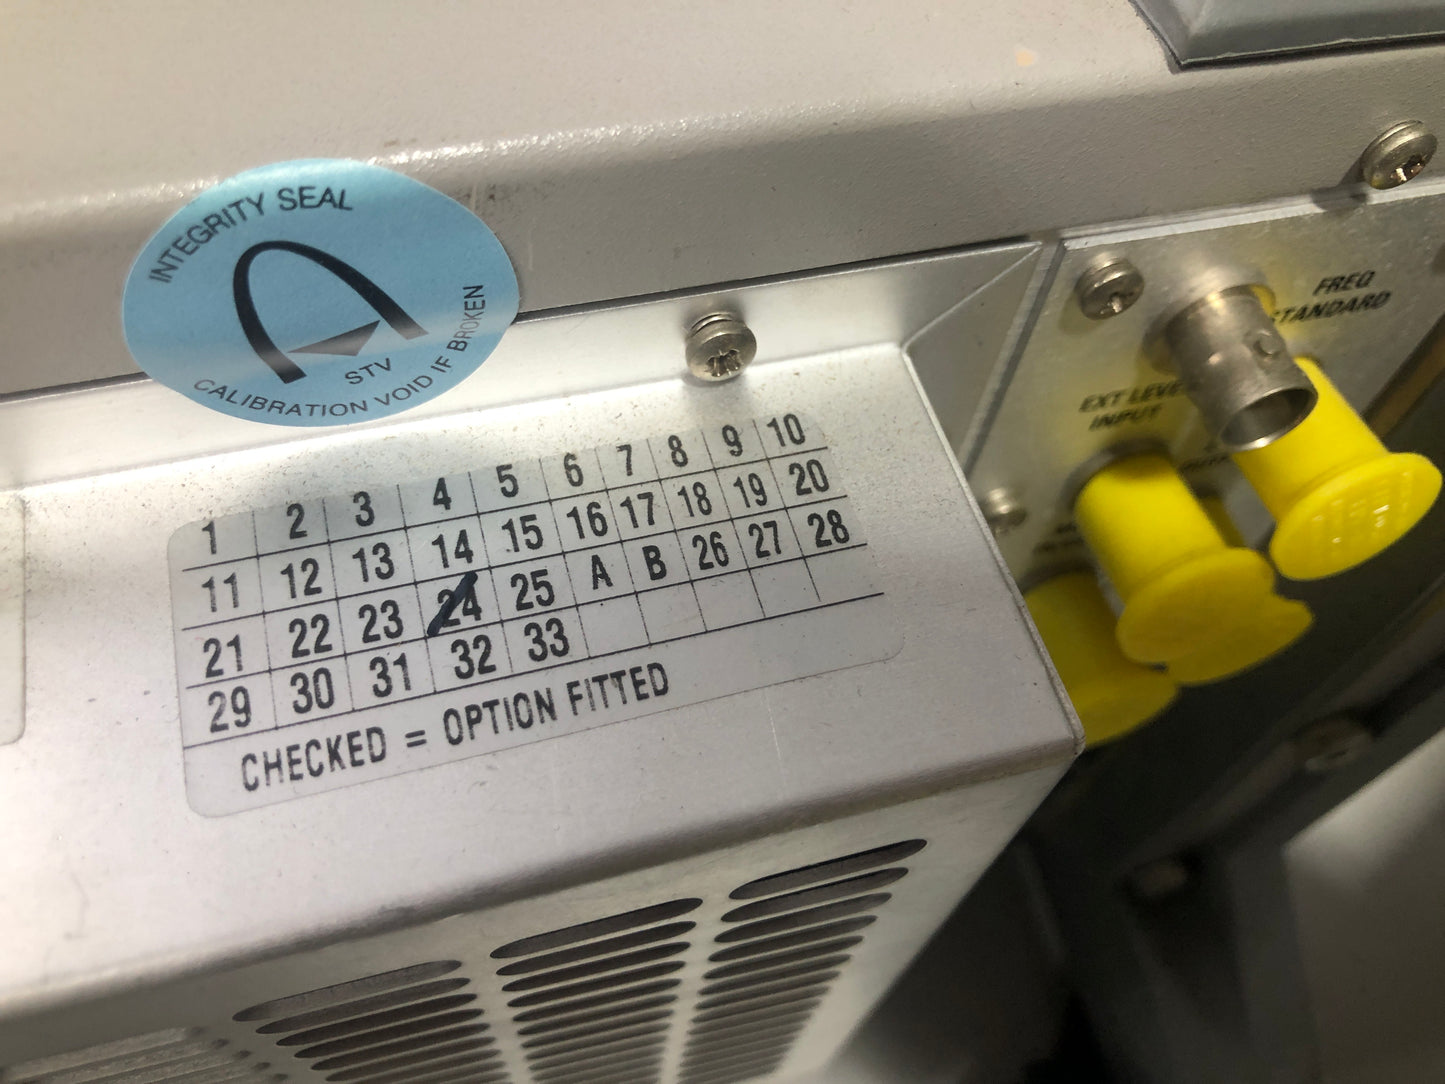 INTEGRITY SEAL
STV
CALIBRATION VOID IF BROKEN
1 2 3 4 5 6 7 8 9 10
11 12 13 14 15 16 17 18 19 20
21 22 23 24 25 A B 26 27 28
29 30 31 32 33
CHECKED = OPTION FITTED
FREQ
STANDARD
EXT LEVEL
INPUT